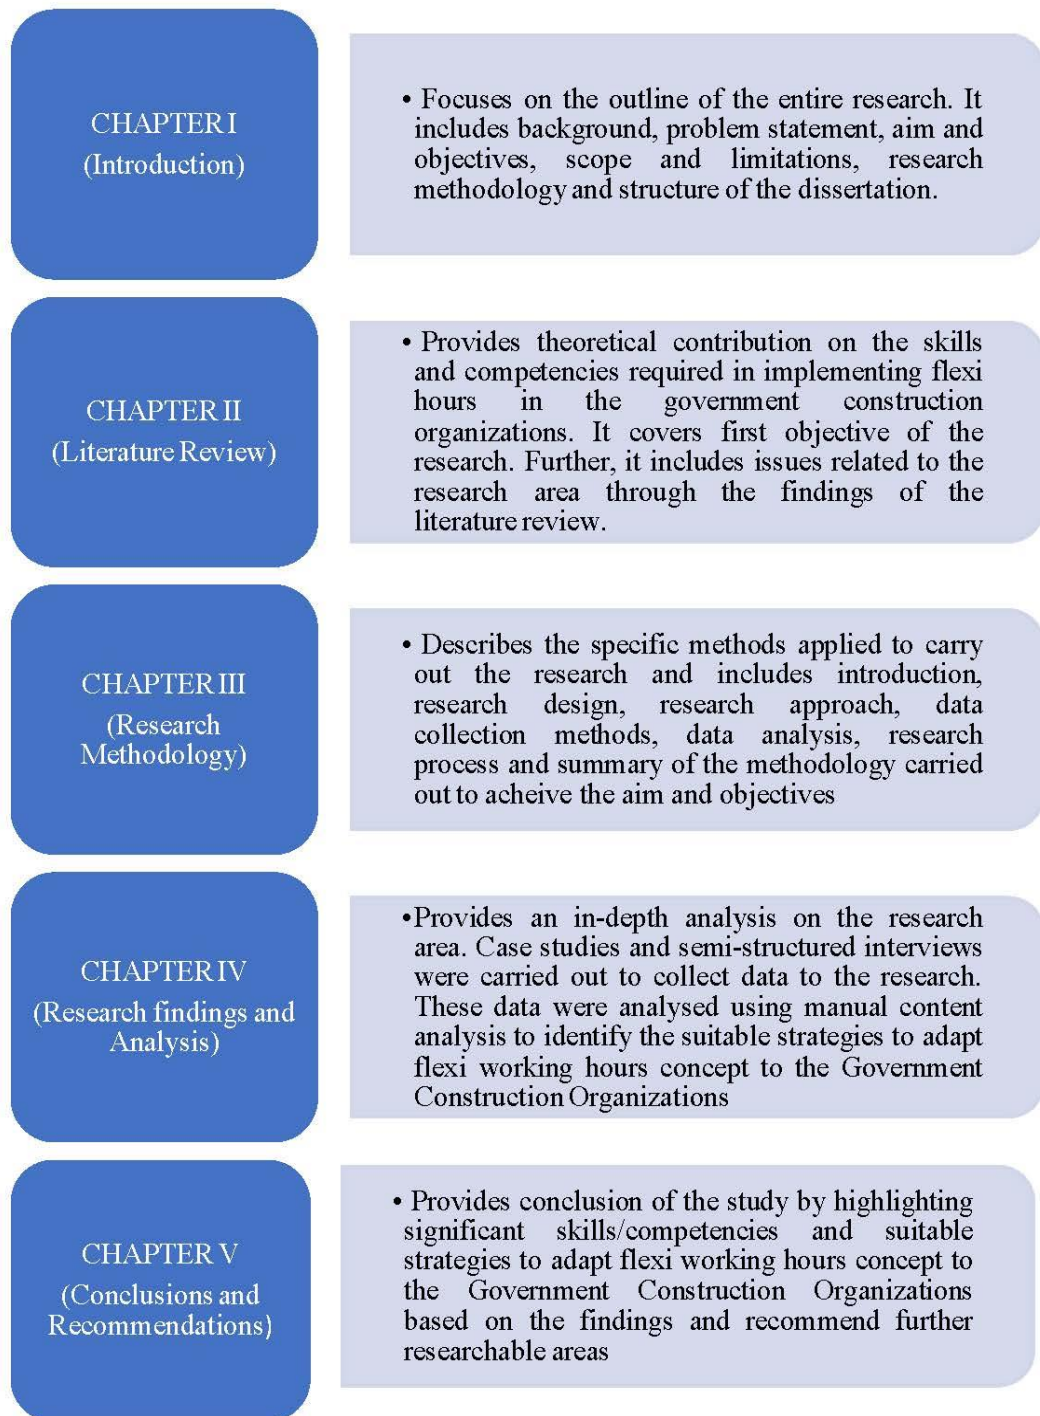 CHAPTER I
(Introduction)
• Focuses on the outline of the entire research. It
includes background, problem statement, aim and
objectives, scope and limitations, research
methodology and structure of the dissertation.
CHAPTER II
(Literature Review)
• Provides theoretical contribution on the skills
and competencies required in implementing flexi
hours in the government construction
organizations. It covers first objective of the
research. Further, it includes issues related to the
research area through the findings of the
literature review.
CHAPTER III
(Research
Methodology)
• Describes the specific methods applied to carry
out the research and includes introduction,
research design, research approach, data
collection methods, data analysis, research
process and summary of the methodology carried
out to acheive the aim and objectives
CHAPTER IV
(Research findings and
Analysis)
•Provides an in-depth analysis on the research
area. Case studies and semi-structured interviews
were carried out to collect data to the research.
These data were analysed using manual content
analysis to identify the suitable strategies to adapt
flexi working hours concept to the Government
Construction Organizations
CHAPTER V
(Conclusions and
Recommendations)
• Provides conclusion of the study by highlighting
significant skills/competencies and suitable
strategies to adapt flexi working hours concept to
the Government Construction Organizations
based on the findings and recommend further
researchable areas